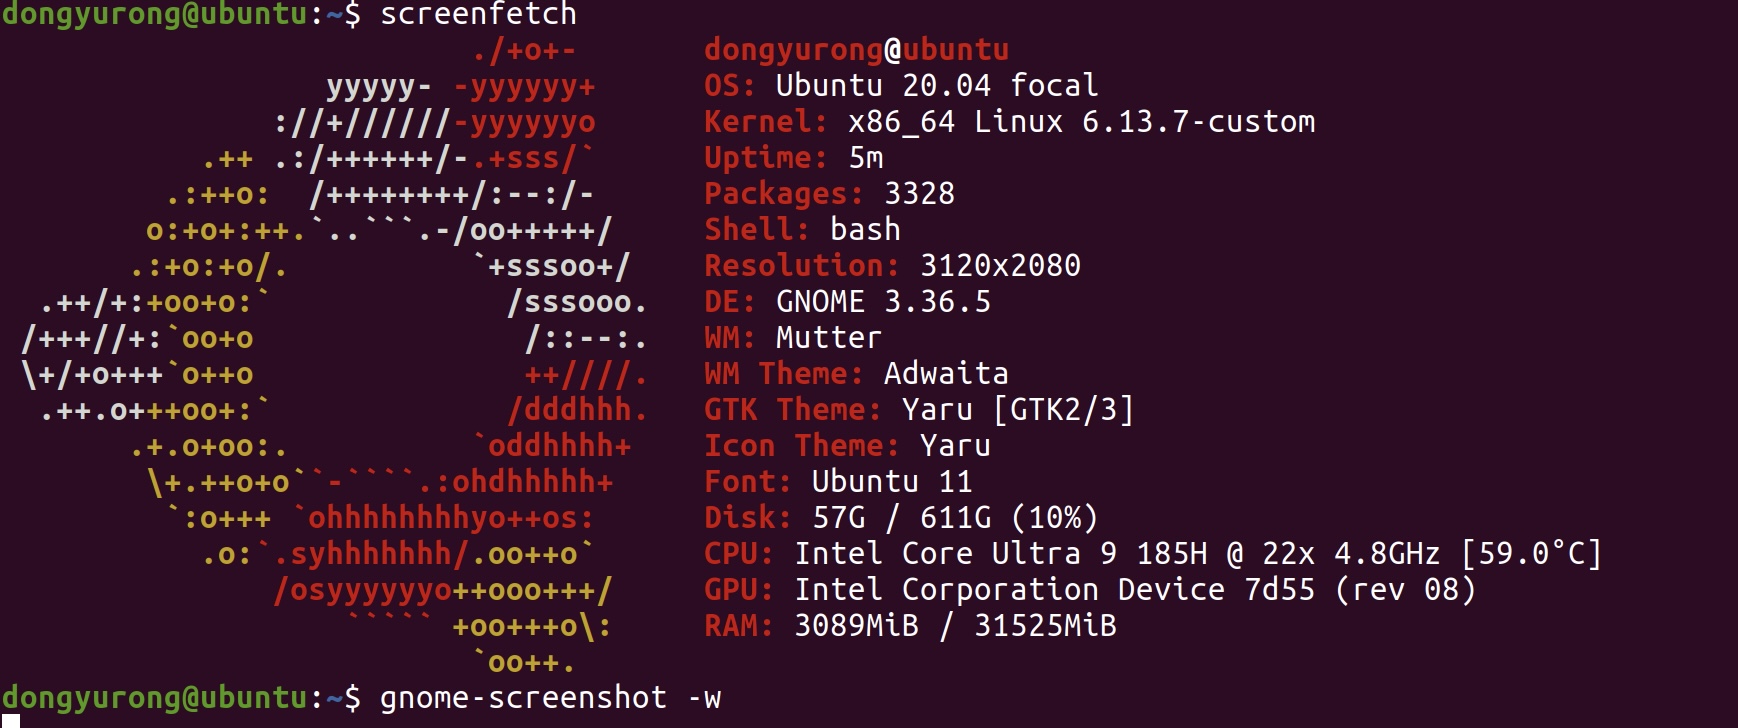 dongyurong@ubuntu:~$ screenfetch
                          ./+o+-       dongyurong@ubuntu
                  yyyyy- -yyyyyy+      OS: Ubuntu 20.04 focal
               ://+//////-yyyyyyo      Kernel: x86_64 Linux 6.13.7-custom
           .++ .:/++++++/-.+sss/`      Uptime: 5m
         .:++o:  /++++++++/:--:/-      Packages: 3328
        o:+o+:++.`..```.-/oo+++++/     Shell: bash
       .:+o:+o/.          `+sssoo+/    Resolution: 3120x2080
  .++/+:+oo+o:`             /sssooo.   DE: GNOME 3.36.5
 /+++//+:`oo+o               /::--:.   WM: Mutter
 \+/+o+++`o++o               ++////.   WM Theme: Adwaita
  .++.o+++oo+:`             /dddhhh.   GTK Theme: Yaru [GTK2/3]
       .+.o+oo:.          `oddhhhh+    Icon Theme: Yaru
        \+.++o+o``-````.:ohdhhhhh+     Font: Ubuntu 11
         `:o+++ `ohhhhhhhhyo++os:      Disk: 57G / 611G (10%)
           .o:`.syhhhhhhh/.oo++o`      CPU: Intel Core Ultra 9 185H @ 22x 4.8GHz [59.0°C]
               /osyyyyyyo++ooo+++/     GPU: Intel Corporation Device 7d55 (rev 08)
                   ````` +oo+++o\:     RAM: 3089MiB / 31525MiB
                          `oo++.
dongyurong@ubuntu:~$ gnome-screenshot -w